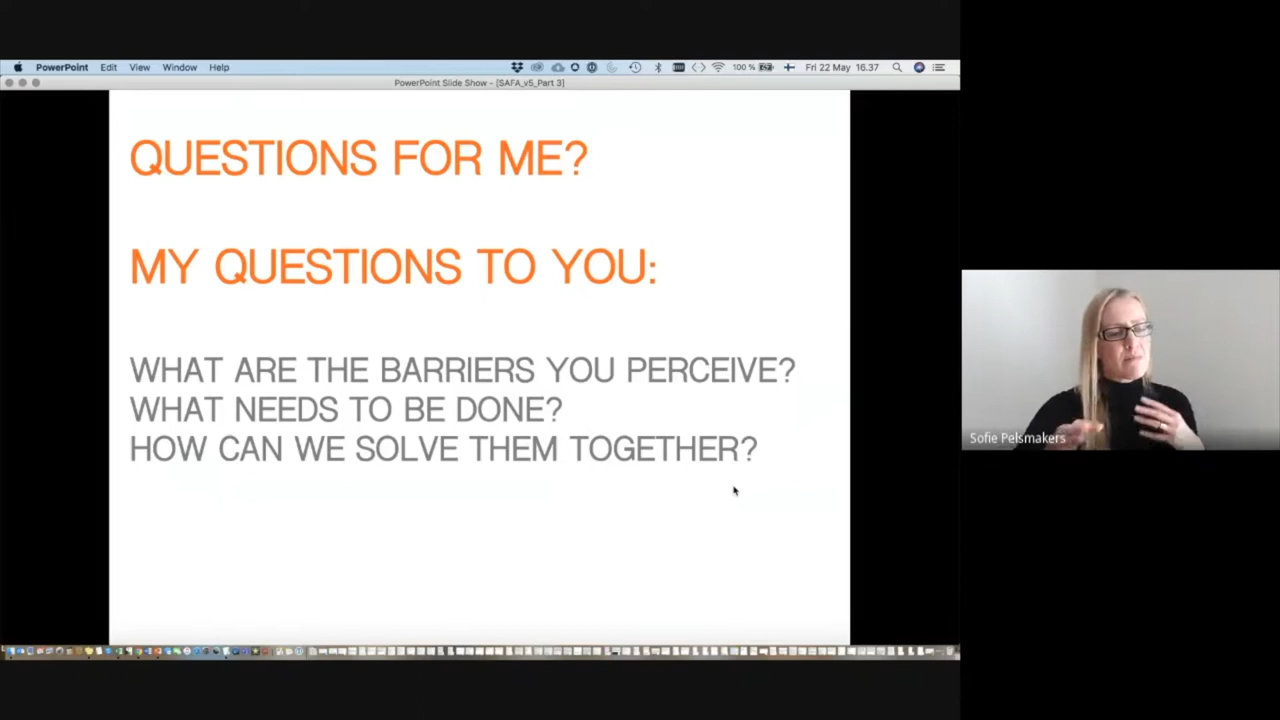 PowerPoint Edit View Window Help 100 % Fri 22 May 16.37
PowerPoint Slide Show - [SAFA_v5_Part 3]
QUESTIONS FOR ME?
MY QUESTIONS TO YOU:
WHAT ARE THE BARRIERS YOU PERCEIVE?
WHAT NEEDS TO BE DONE?
HOW CAN WE SOLVE THEM TOGETHER?
Sofie Pelsmakers